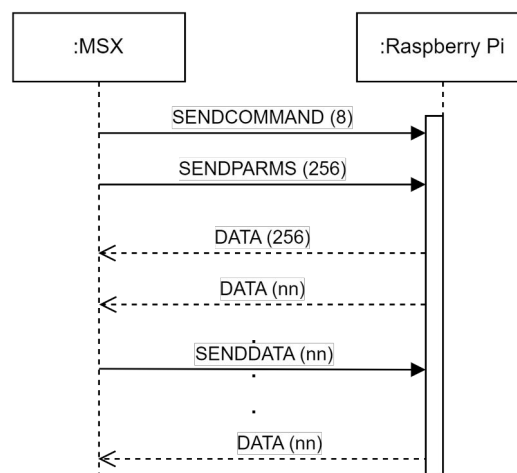 :MSX
:Raspberry Pi
SENDCOMMAND (8)
SENDPARMS (256)
DATA (256)
DATA (nn)
.
SENDDATA (nn)
.
.
DATA (nn)